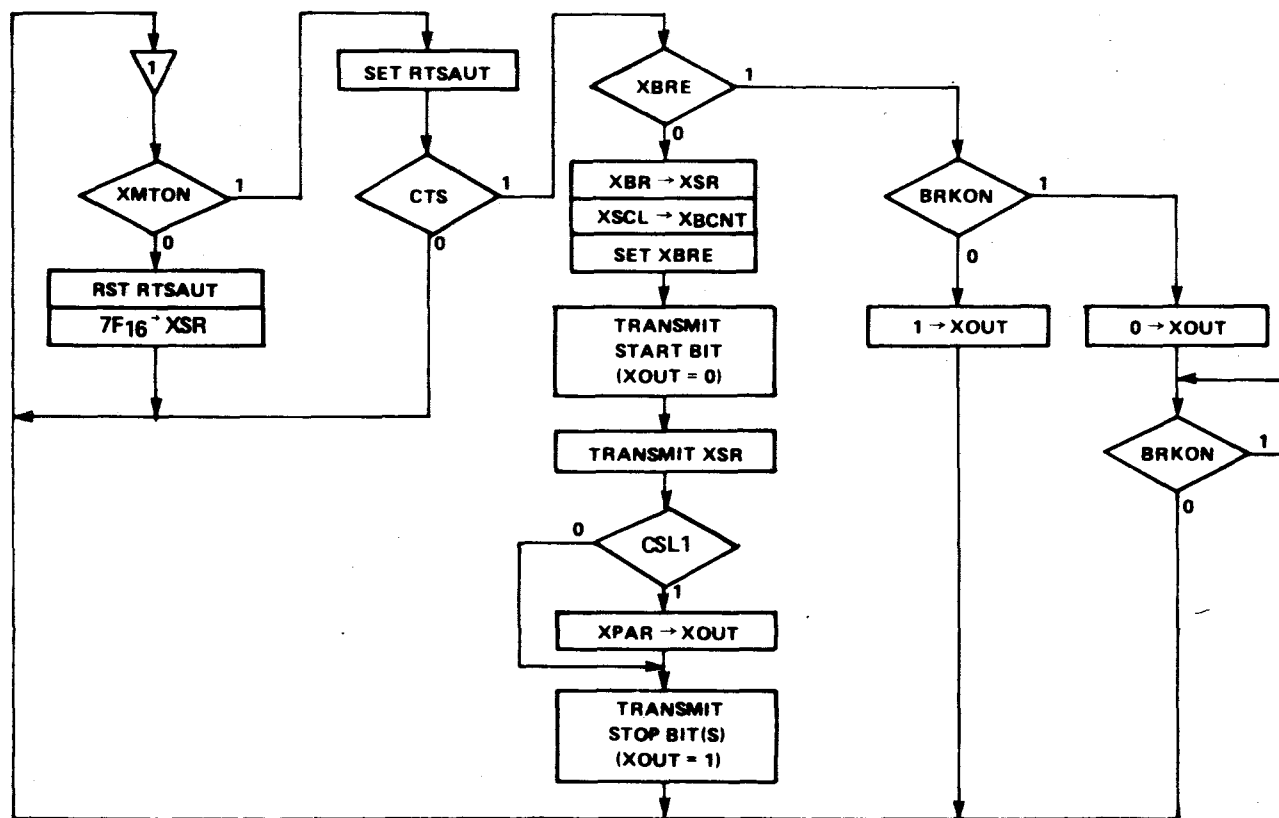 1
XMTON
1
0
RST RTSAUT
7F16 → XSR
SET RTSAUT
CTS
1
0
XBRE
1
0
XBR → XSR
XSCL → XBCNT
SET XBRE
TRANSMIT
START BIT
(XOUT = 0)
TRANSMIT XSR
CSL1
0
1
XPAR → XOUT
TRANSMIT
STOP BIT(S)
(XOUT = 1)
BRKON
1
0
1 → XOUT
0 → XOUT
BRKON
1
0